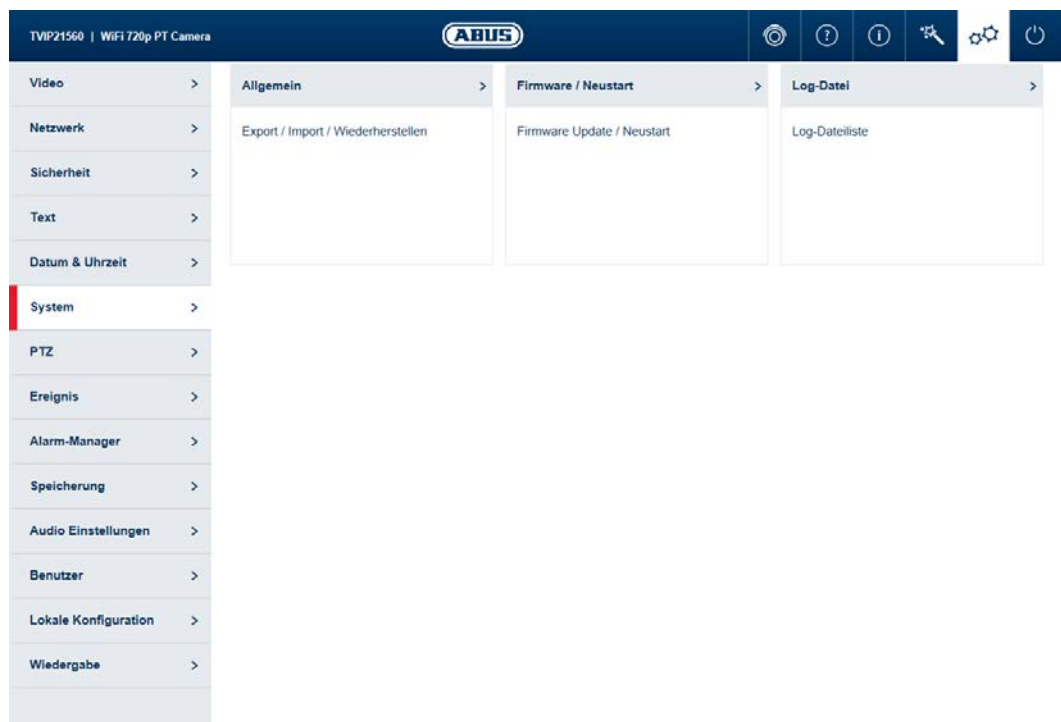 TVIP21560 | WiFi 720p PT Camera
ABUS
Video
Netzwerk
Sicherheit
Text
Datum & Uhrzeit
System
PTZ
Ereignis
Alarm-Manager
Speicherung
Audio Einstellungen
Benutzer
Lokale Konfiguration
Wiedergabe
Allgemein
Export / Import / Wiederherstellen
Firmware / Neustart
Firmware Update / Neustart
Log-Datei
Log-Dateiliste